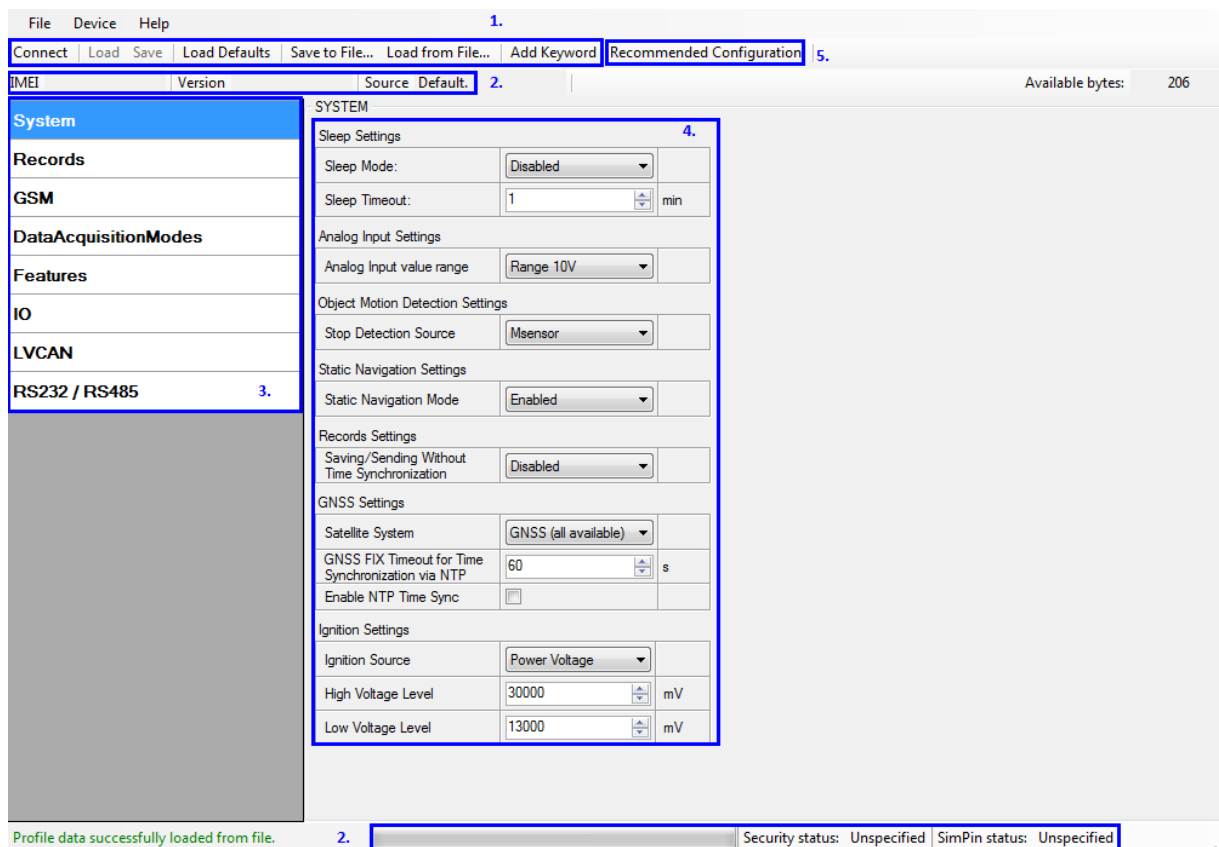 File Device Help 1.
Connect Load Save Load Defaults Save to File... Load from File... Add Keyword Recommended Configuration 5.
IMEI Version Source Default. 2. Available bytes: 206
System
Records
GSM
DataAcquisitionModes
Features
IO
LVCAN
RS232 / RS485 3.
SYSTEM
4.
Sleep Settings
Sleep Mode: Disabled
Sleep Timeout: 1 min
Analog Input Settings
Analog Input value range Range 10V
Object Motion Detection Settings
Stop Detection Source Msensor
Static Navigation Settings
Static Navigation Mode Enabled
Records Settings
Saving/Sending Without
Time Synchronization Disabled
GNSS Settings
Satellite System GNSS (all available)
GNSS FIX Timeout for Time
Synchronization via NTP 60 s
Enable NTP Time Sync
Ignition Settings
Ignition Source Power Voltage
High Voltage Level 30000 mV
Low Voltage Level 13000 mV
Profile data successfully loaded from file. 2. Security status: Unspecified SimPin status: Unspecified